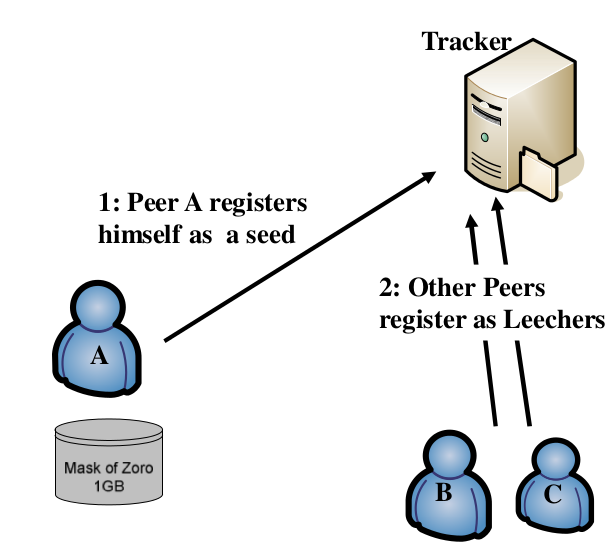 Tracker
1: Peer A registers
himself as a seed
2: Other Peers
register as Leechers
A
Mask of Zoro
1GB
B
C